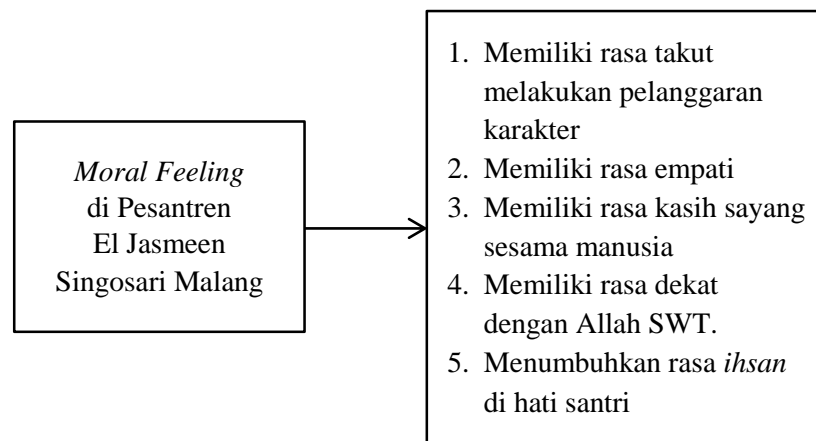 Moral Feeling
di Pesantren
El Jasmeen
Singosari Malang
1. Memiliki rasa takut
melakukan pelanggaran
karakter
2. Memiliki rasa empati
3. Memiliki rasa kasih sayang
sesama manusia
4. Memiliki rasa dekat
dengan Allah SWT.
5. Menumbuhkan rasa ihsan
di hati santri